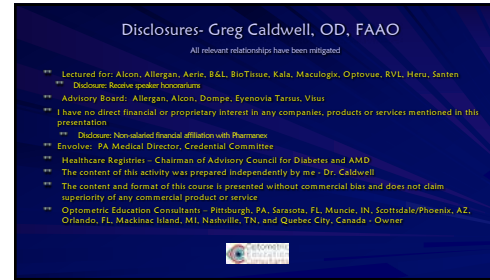 Disclosures- Greg Caldwell, OD, FAAO
All relevant relationships have been mitigated
Lectured for: Alcon, Allergan, Aerie, B&L, BioTissue, Kala, Maculogix, Optovue, RVL, Heru, Santen
Disclosure: Receive speaker honorariums
Advisory Board: Allergan, Alcon, Dompe, Eyenovia Tarsus, Visus
I have no direct financial or proprietary interest in any companies, products or services mentioned in this
presentation
Disclosure: Non-salaried financial affiliation with Pharmanex
Envolve: PA Medical Director, Credential Committee
Healthcare Registries – Chairman of Advisory Council for Diabetes and AMD
The content of this activity was prepared independently by me - Dr. Caldwell
The content and format of this course is presented without commercial bias and does not claim
superiority of any commercial product or service
Optometric Education Consultants – Pittsburgh, PA, Sarasota, FL, Muncie, IN, Scottsdale/Phoenix, AZ,
Orlando, FL, Mackinac Island, MI, Nashville, TN, and Quebec City, Canada - Owner
Optometric
Education
Consultants